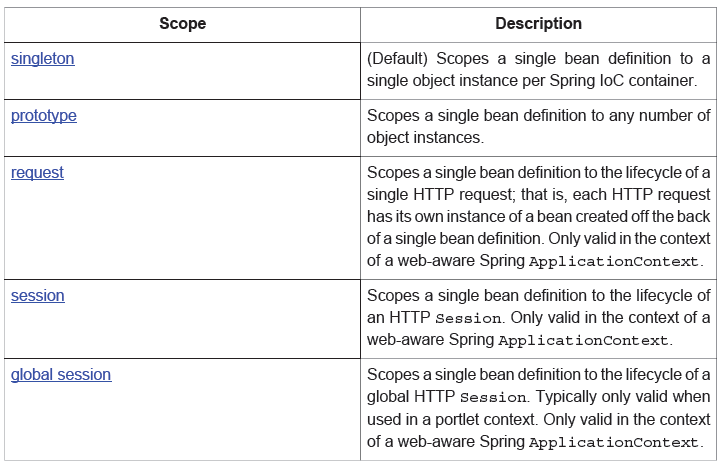 Scope Description
singleton (Default) Scopes a single bean definition to a
single object instance per Spring IoC container.
prototype Scopes a single bean definition to any number of
object instances.
request Scopes a single bean definition to the lifecycle of a
single HTTP request; that is, each HTTP request
has its own instance of a bean created off the back
of a single bean definition. Only valid in the context
of a web-aware Spring ApplicationContext.
session Scopes a single bean definition to the lifecycle of
an HTTP Session. Only valid in the context of a
web-aware Spring ApplicationContext.
global session Scopes a single bean definition to the lifecycle of a
global HTTP Session. Typically only valid when
used in a portlet context. Only valid in the context
of a web-aware Spring ApplicationContext.